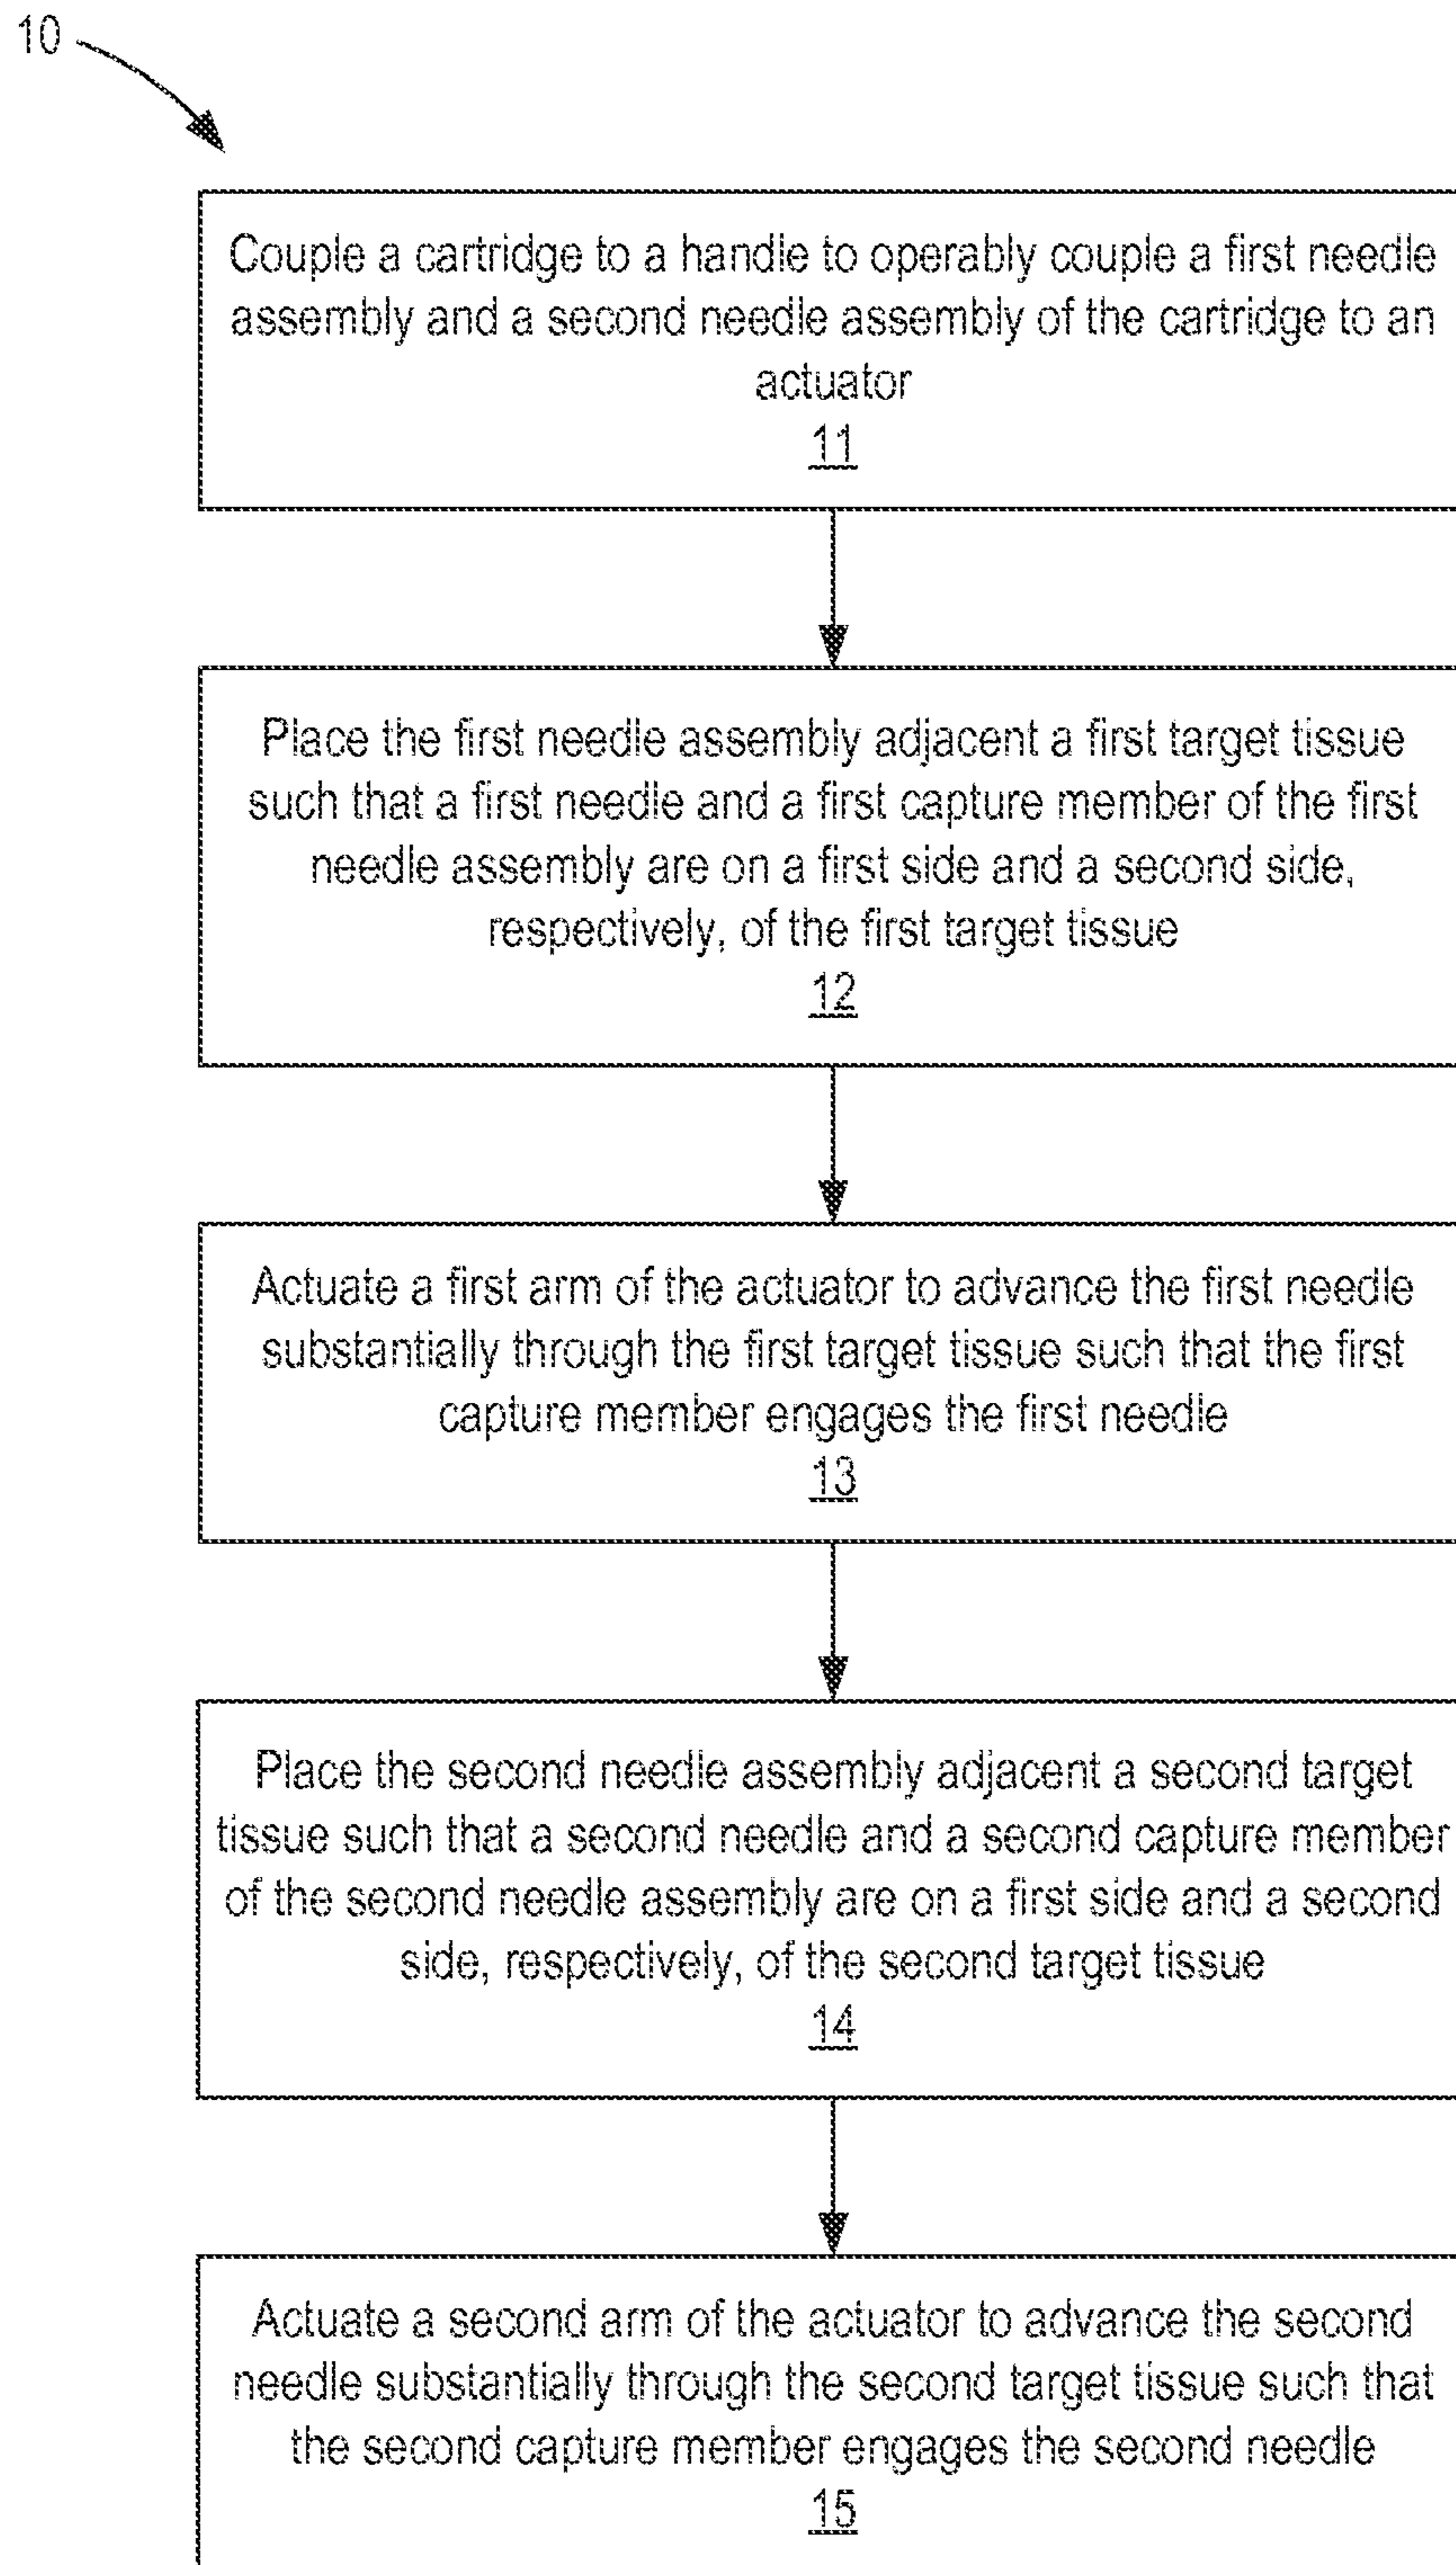 10
Couple a cartridge to a handle to operably couple a first needle
assembly and a second needle assembly of the cartridge to an
actuator
11
Place the first needle assembly adjacent a first target tissue
such that a first needle and a first capture member of the first
needle assembly are on a first side and a second side,
respectively, of the first target tissue
12
Actuate a first arm of the actuator to advance the first needle
substantially through the first target tissue such that the first
capture member engages the first needle
13
Place the second needle assembly adjacent a second target
tissue such that a second needle and a second capture member
of the second needle assembly are on a first side and a second
side, respectively, of the second target tissue
14
Actuate a second arm of the actuator to advance the second
needle substantially through the second target tissue such that
the second capture member engages the second needle
15